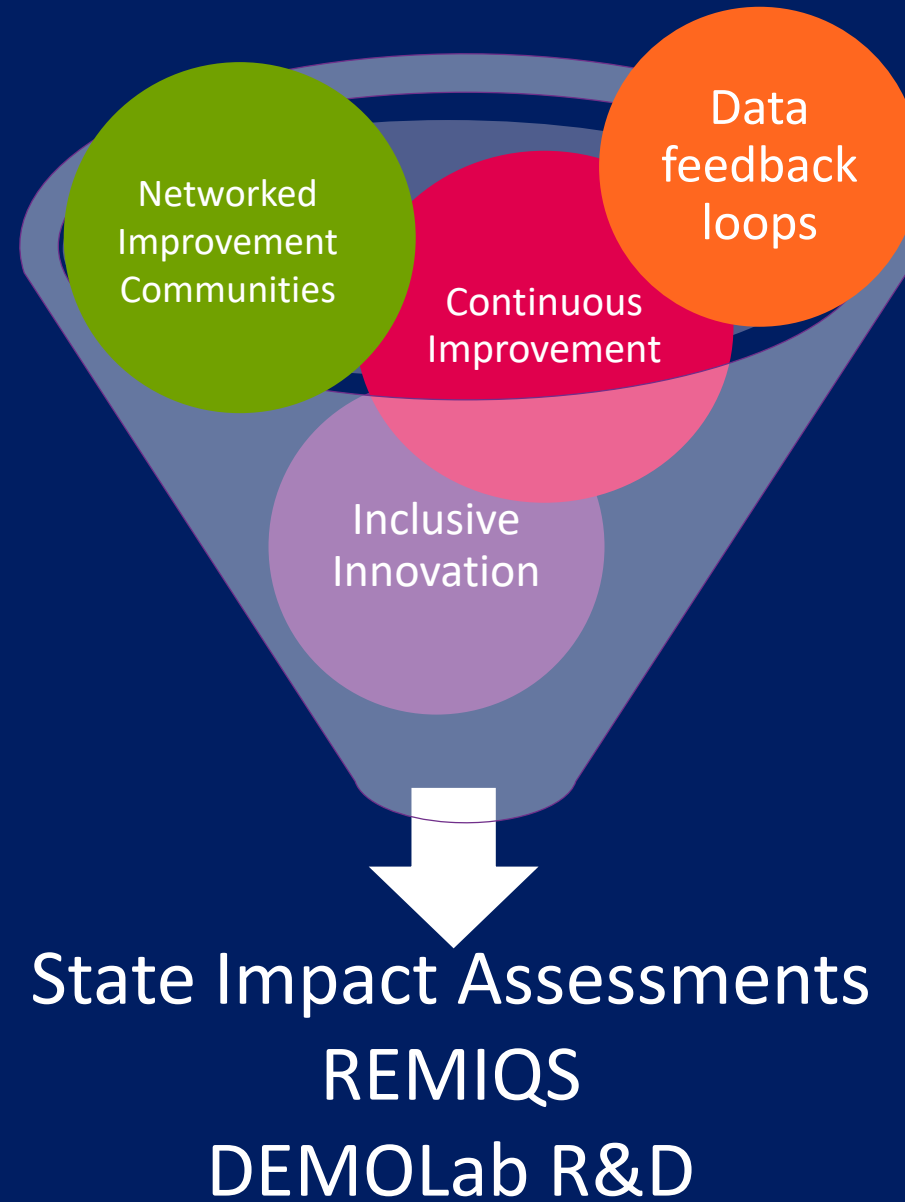 Data
feedback
loops
Networked
Improvement
Communities
Continuous
Improvement
Inclusive
Innovation
State Impact Assessments
REMIQS
DEMOLab R&D